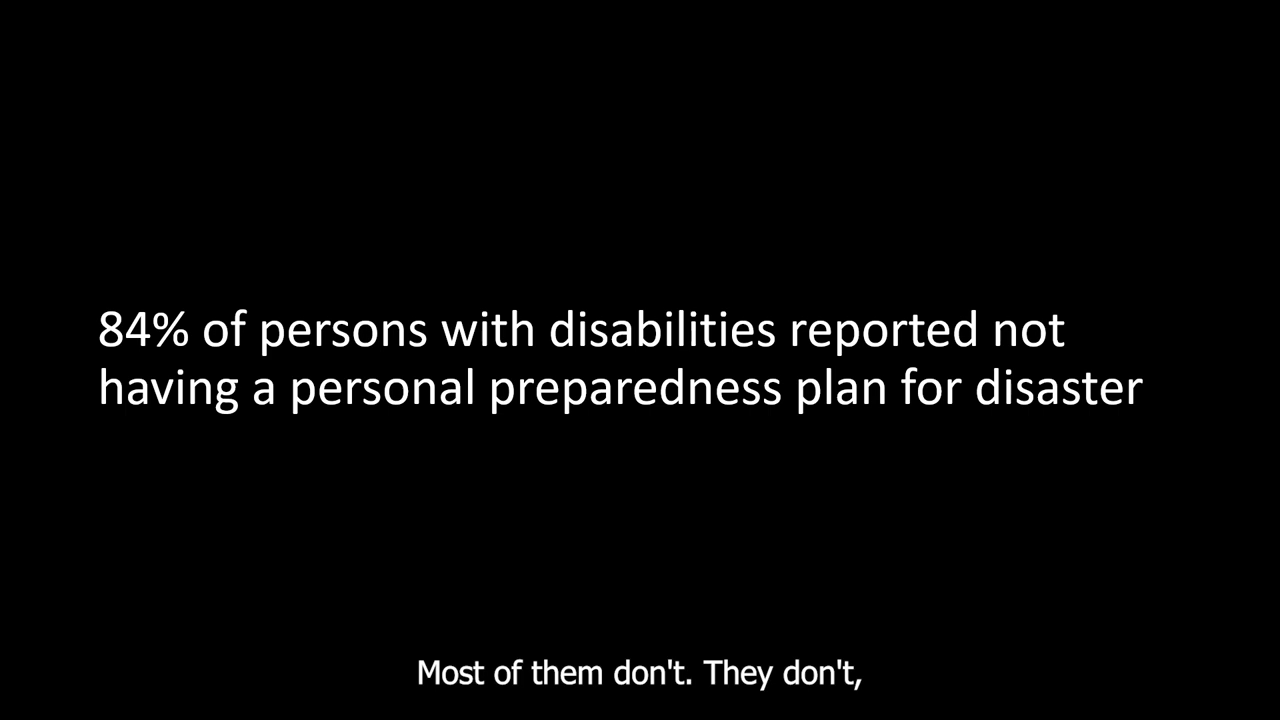 84% of persons with disabilities reported not
having a personal preparedness plan for disaster
Most of them don't. They don't,